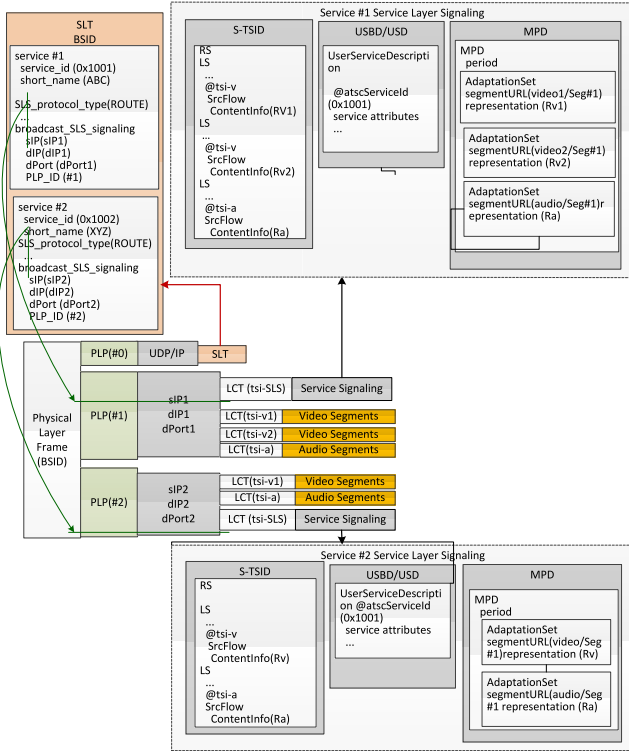 SLT
BSID
service #1
service_id (0x1001)
short_name (ABC)
SLS_protocol_type(ROUTE)
...
broadcast_SLS_signaling
sIP(sIP1)
dIP(dIP1)
dPort (dPort1)
PLP_ID (#1)
service #2
service_id (0x1002)
short_name (XYZ)
SLS_protocol_type(ROUTE)
...
broadcast_SLS_signaling
sIP(sIP2)
dIP(dIP2)
dPort (dPort2)
PLP_ID (#2)
Service #1 Service Layer Signaling
S-TSID
RS
LS
...
@tsi-v
SrcFlow
ContentInfo(RV1)
LS
...
@tsi-v
SrcFlow
ContentInfo(Rv2)
LS
...
@tsi-a
SrcFlow
ContentInfo(Ra)
USBD/USD
UserServiceDescripti
on
@atscServiceId
(0x1001)
service attributes
...
MPD
MPD
period
AdaptationSet
segmentURL(video1/Seg#1)
representation (Rv1)
AdaptationSet
segmentURL(video2/Seg#1)
representation (Rv2)
AdaptationSet
segmentURL(audio/Seg#1)r
epresentation (Ra)
Physical
Layer
Frame
(BSID)
PLP(#0)
UDP/IP
SLT
PLP(#1)
sIP1
dIP1
dPort1
LCT (tsi-SLS)
Service Signaling
LCT(tsi-v1)
Video Segments
LCT(tsi-v2)
Video Segments
LCT(tsi-a)
Audio Segments
PLP(#2)
sIP2
dIP2
dPort2
LCT(tsi-v1)
Video Segments
LCT(tsi-a)
Audio Segments
LCT (tsi-SLS)
Service Signaling
Service #2 Service Layer Signaling
S-TSID
RS
LS
...
@tsi-v
SrcFlow
ContentInfo(Rv)
LS
...
@tsi-a
SrcFlow
ContentInfo(Ra)
USBD/USD
UserServiceDescripti
on @atscServiceId
(0x1001)
service attributes
...
MPD
MPD
period
AdaptationSet
segmentURL(video/Seg
#1)representation (Rv)
AdaptationSet
segmentURL(audio/Seg
#1 representation (Ra)